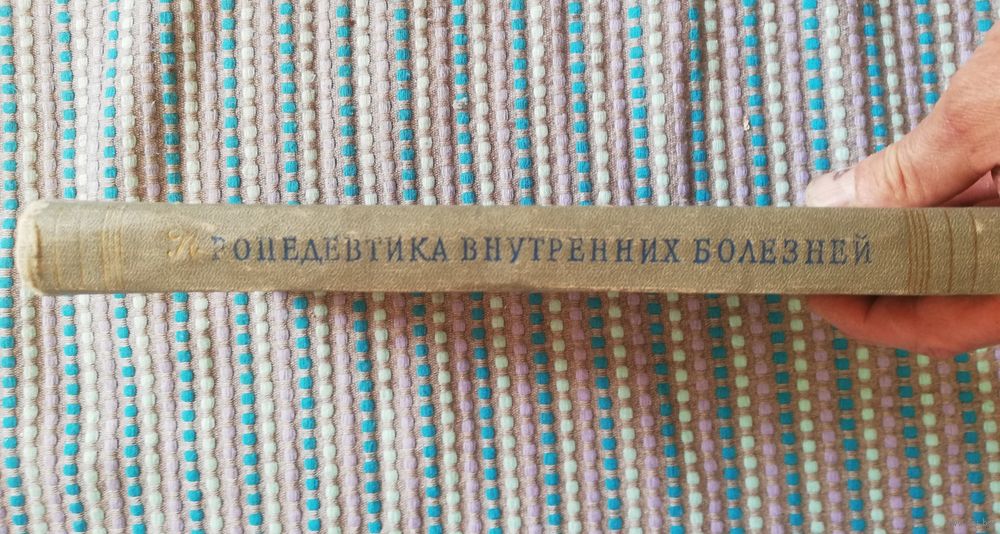 ПРОПЕДЕВТИКА ВНУТРЕННИХ БОЛЕЗНЕЙ